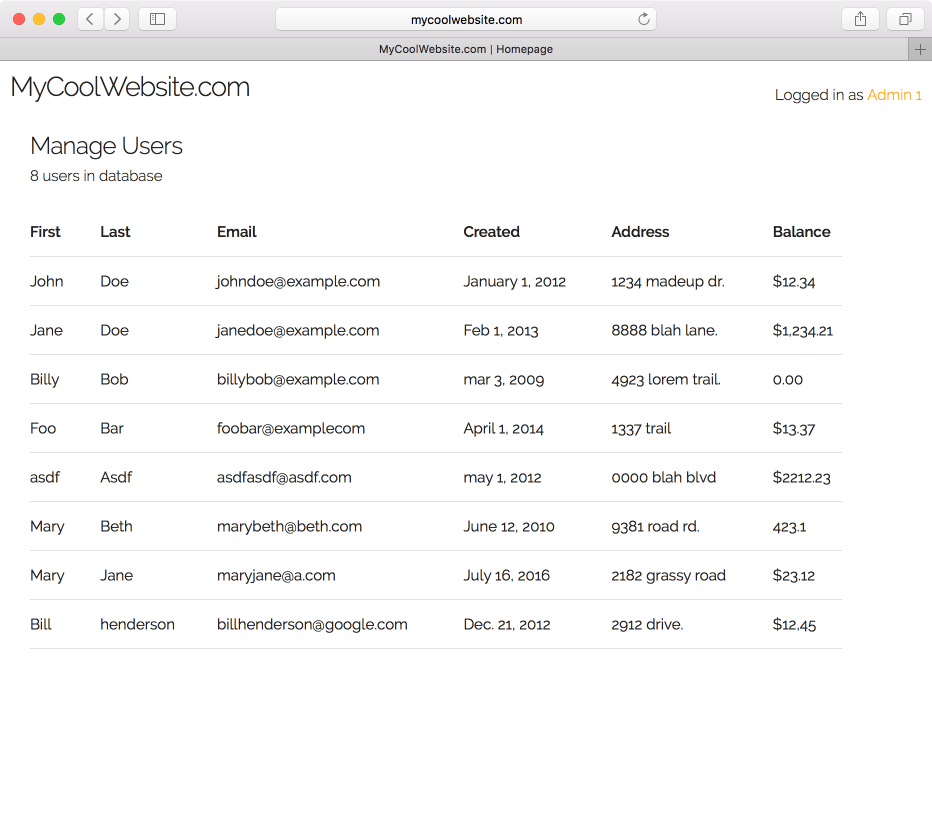 mycoolwebsite.com
MyCoolWebsite.com | Homepage
MyCoolWebsite.com
Logged in as Admin 1
Manage Users
8 users in database
First Last Email Created Address Balance
John Doe johndoe@example.com January 1, 2012 1234 madeup dr. $12.34
Jane Doe janedoe@example.com Feb 1, 2013 8888 blah lane. $1,234.21
Billy Bob billybob@example.com mar 3, 2009 4923 lorem trail. 0.00
Foo Bar foobar@examplecom April 1, 2014 1337 trail $13.37
asdf Asdf asdfasdf@asdf.com may 1, 2012 0000 blah blvd $2212.23
Mary Beth marybeth@beth.com June 12, 2010 9381 road rd. 423.1
Mary Jane maryjane@a.com July 16, 2016 2182 grassy road $23.12
Bill henderson billhenderson@google.com Dec. 21, 2012 2912 drive. $12,45